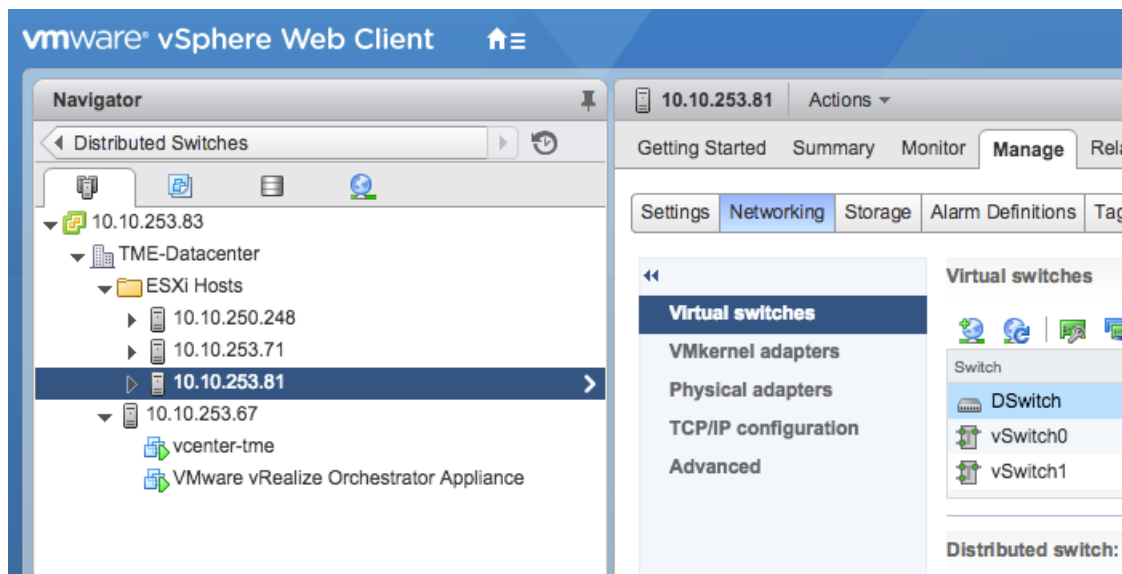 vmware® vSphere Web Client
Navigator
Distributed Switches
10.10.253.83
TME-Datacenter
ESXi Hosts
10.10.250.248
10.10.253.71
10.10.253.81
10.10.253.67
vcenter-tme
VMware vRealize Orchestrator Appliance
10.10.253.81 Actions
Getting Started Summary Monitor Manage Rela
Settings Networking Storage Alarm Definitions Tag
Virtual switches
VMkernel adapters
Physical adapters
TCP/IP configuration
Advanced
Virtual switches
Switch
DSwitch
vSwitch0
vSwitch1
Distributed switch: